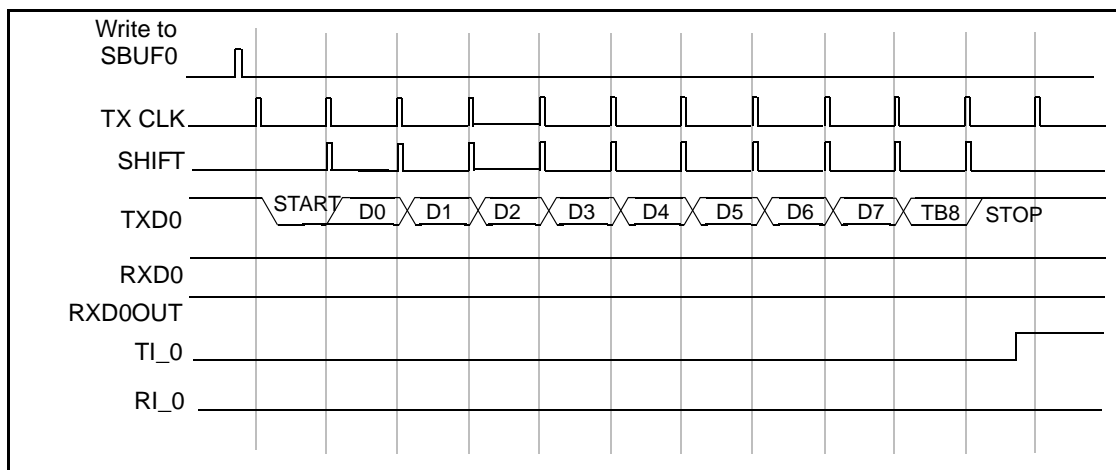 Write to
SBUF0
TX CLK
SHIFT
TXD0 START D0 D1 D2 D3 D4 D5 D6 D7 TB8 STOP
RXD0
RXD0OUT
TI_0
RI_0